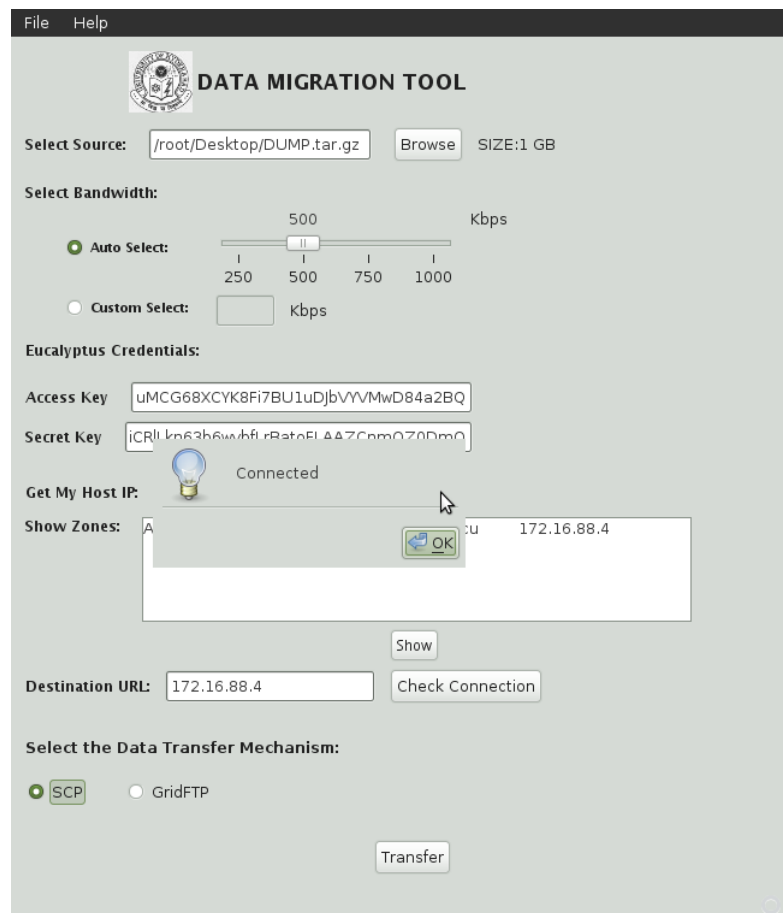 File Help
DATA MIGRATION TOOL
Select Source: /root/Desktop/DUMP.tar.gz Browse SIZE:1 GB
Select Bandwidth:
500 Kbps
Auto Select:
250 500 750 1000
Custom Select: Kbps
Eucalyptus Credentials:
Access Key uMCG68XCYK8Fi7BU1uDJbVYVMwD84a2BQ
Secret Key
Connected
Get My Host IP:
Show Zones: 172.16.88.4
OK
Show
Destination URL: 172.16.88.4 Check Connection
Select the Data Transfer Mechanism:
SCP GridFTP
Transfer